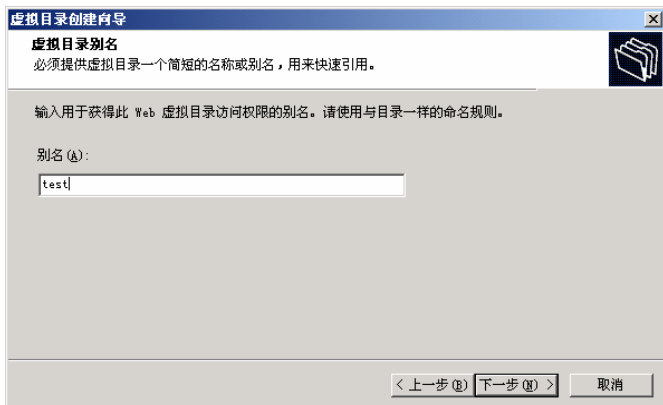 虚拟目录创建向导
虚拟目录别名
必须提供虚拟目录一个简短的名称或别名，用来快速引用。
输入用于获得此 Web 虚拟目录访问权限的别名。请使用与目录一样的命名规则。
别名(A):
test
< 上一步(B) 下一步(N) > 取消